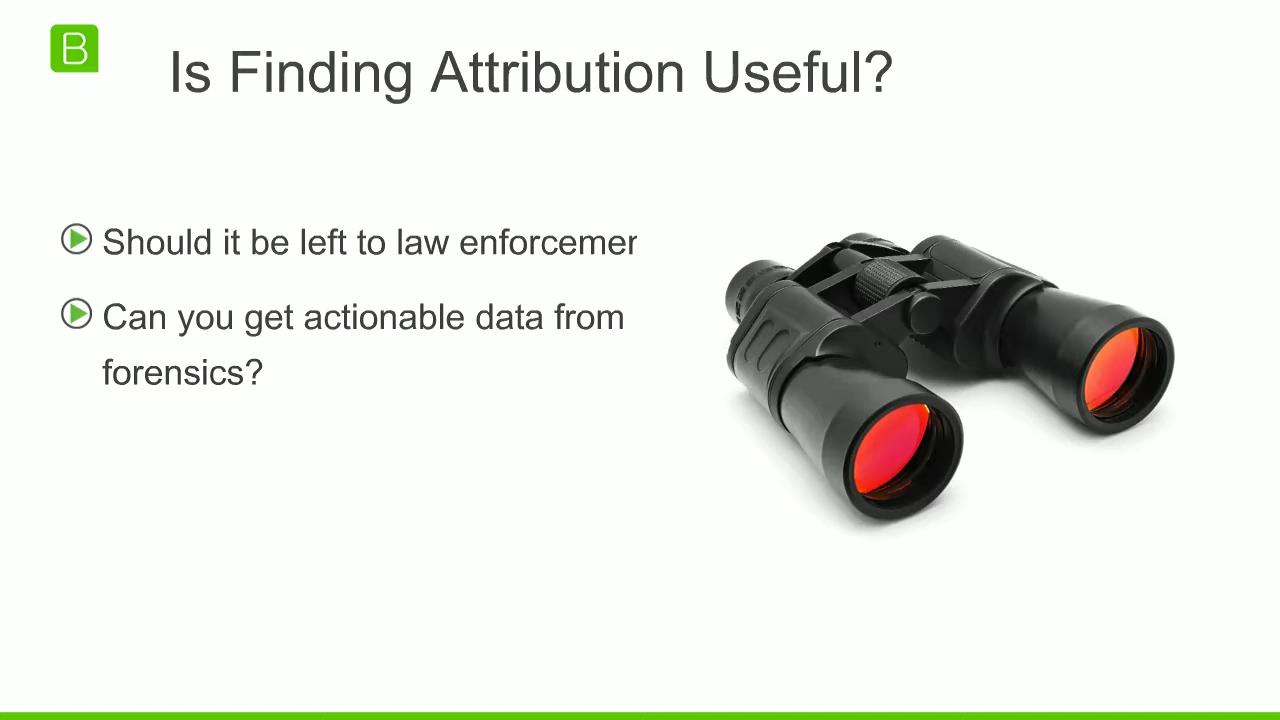 B
Is Finding Attribution Useful?
Should it be left to law enforcemer
Can you get actionable data from
forensics?